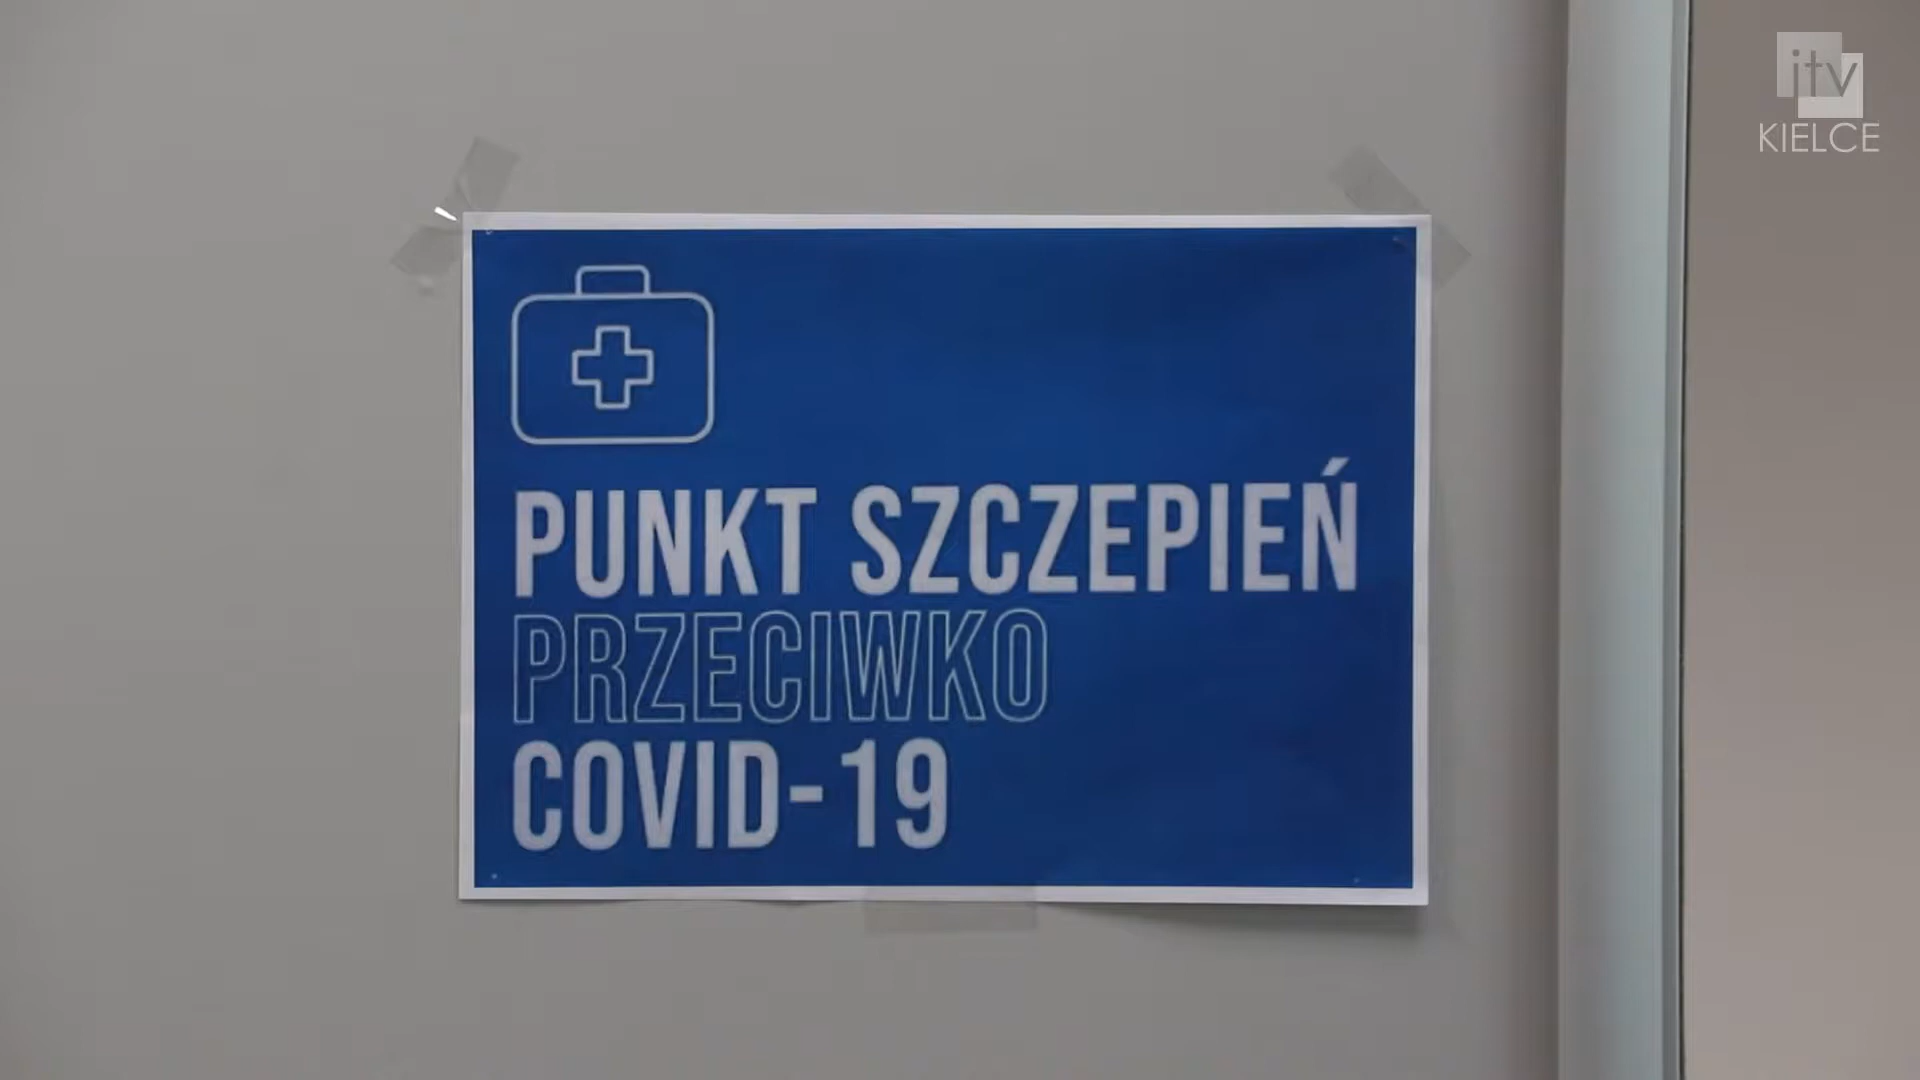 itv
KIELCE
PUNKT SZCZEPIEŃ
PRZECIWKO
COVID-19